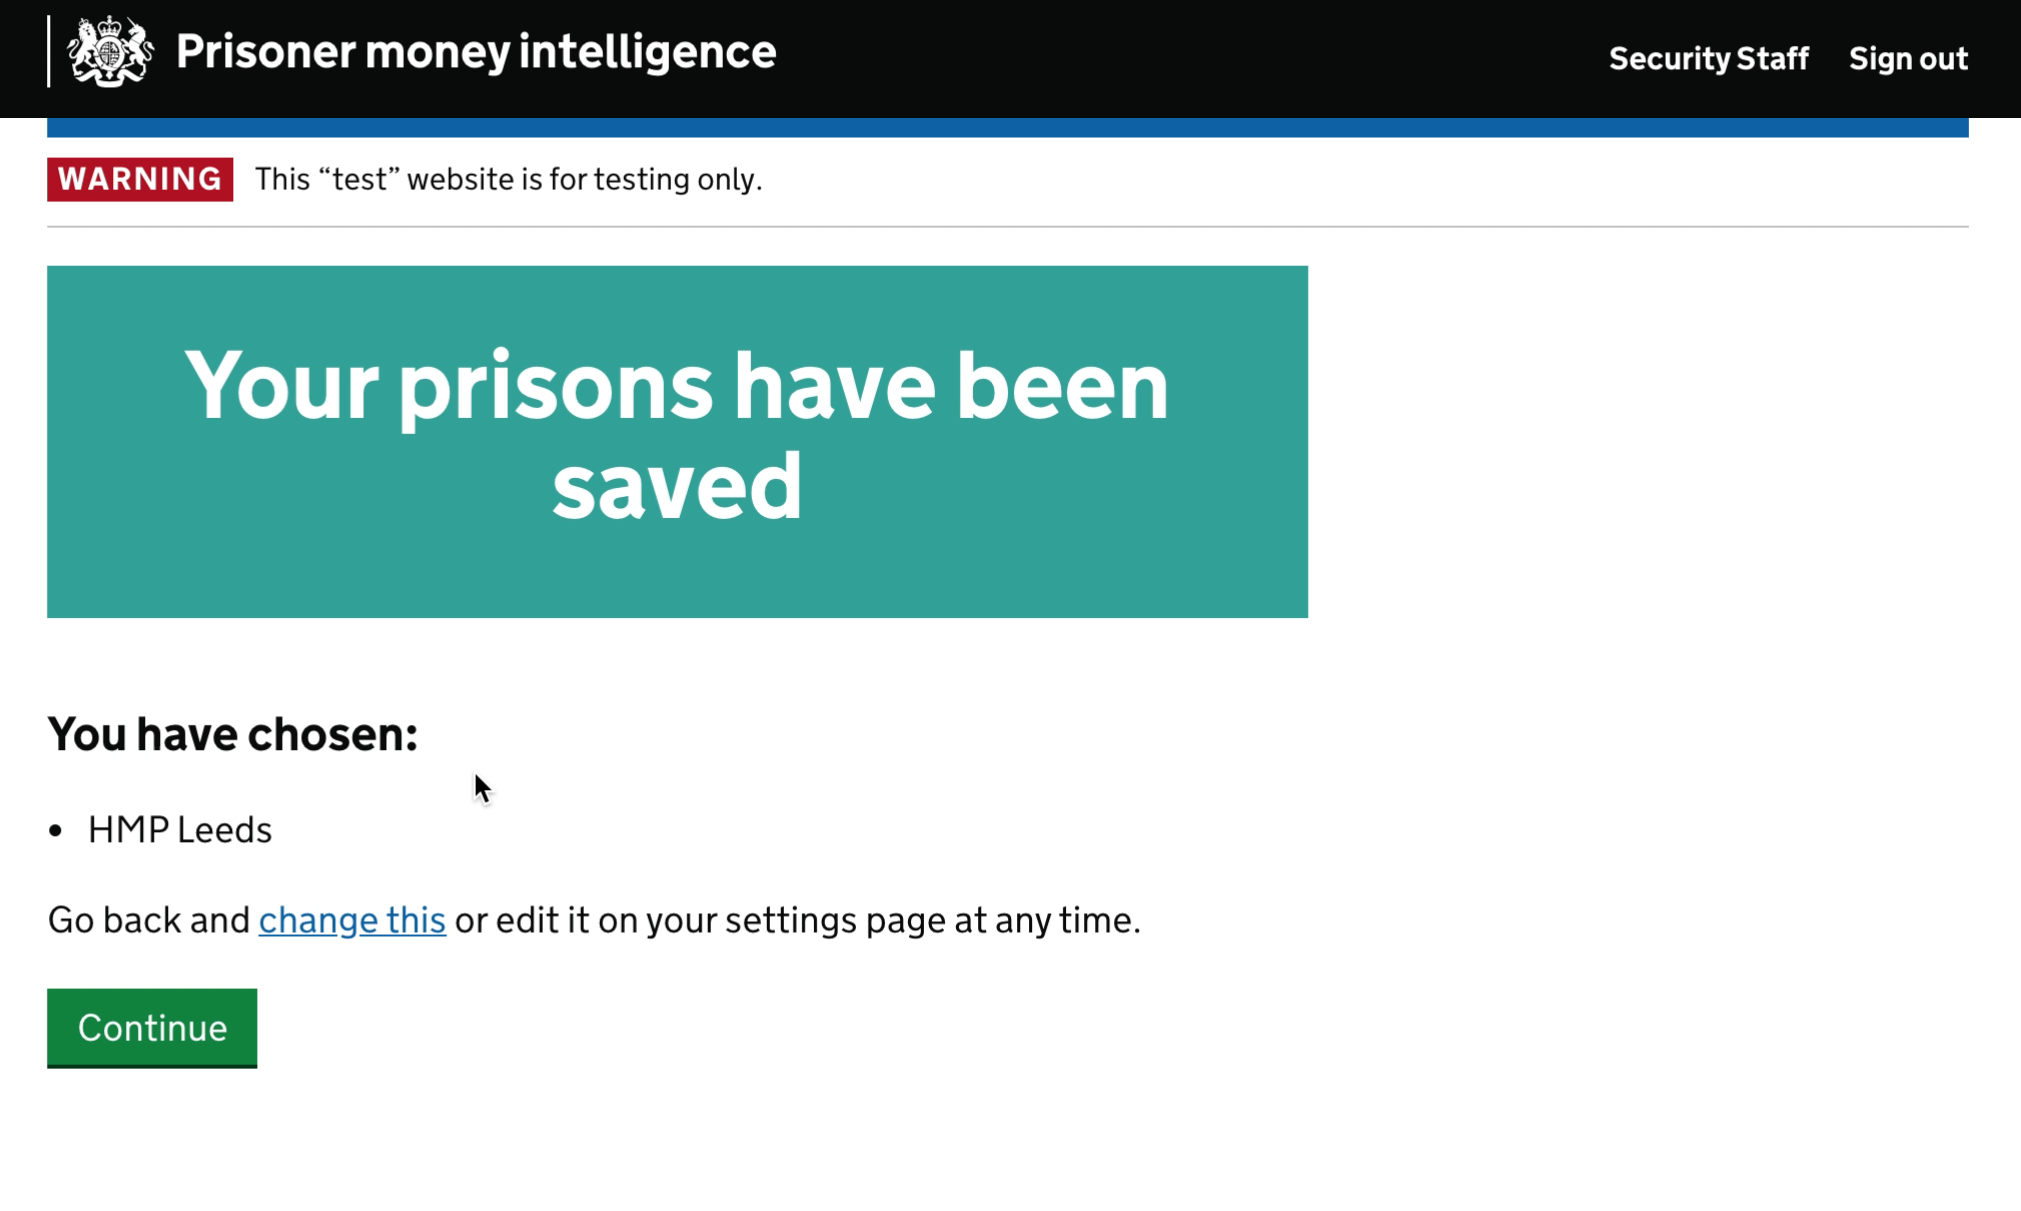 Prisoner money intelligence
Security Staff
Sign out
WARNING This “test” website is for testing only.
Your prisons have been
saved
You have chosen:
• HMP Leeds
Go back and change this or edit it on your settings page at any time.
Continue